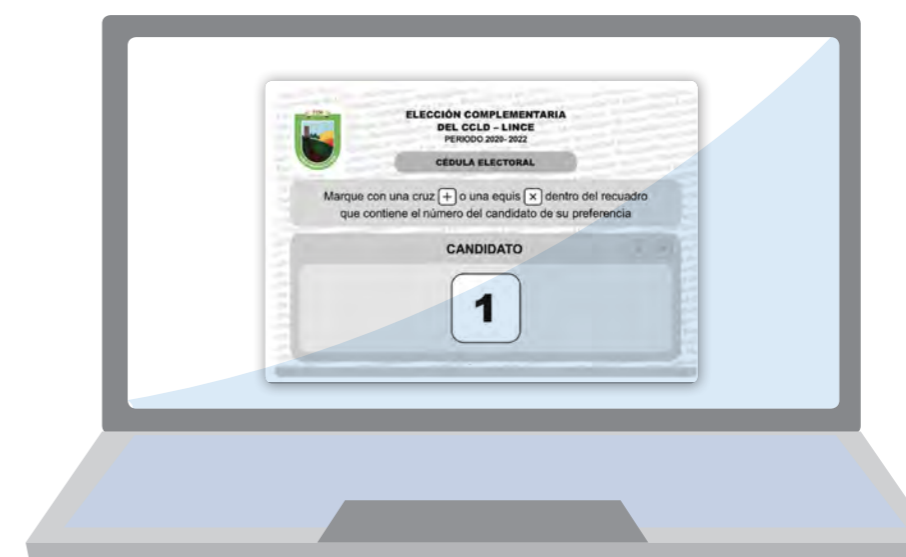 ELECCIÓN COMPLEMENTARIA
DEL CCLD – LINCE
PERIODO 2020- 2022
CÉDULA ELECTORAL
Marque con una cruz + o una equis x dentro del recuadro
que contiene el número del candidato de su preferencia
CANDIDATO
1